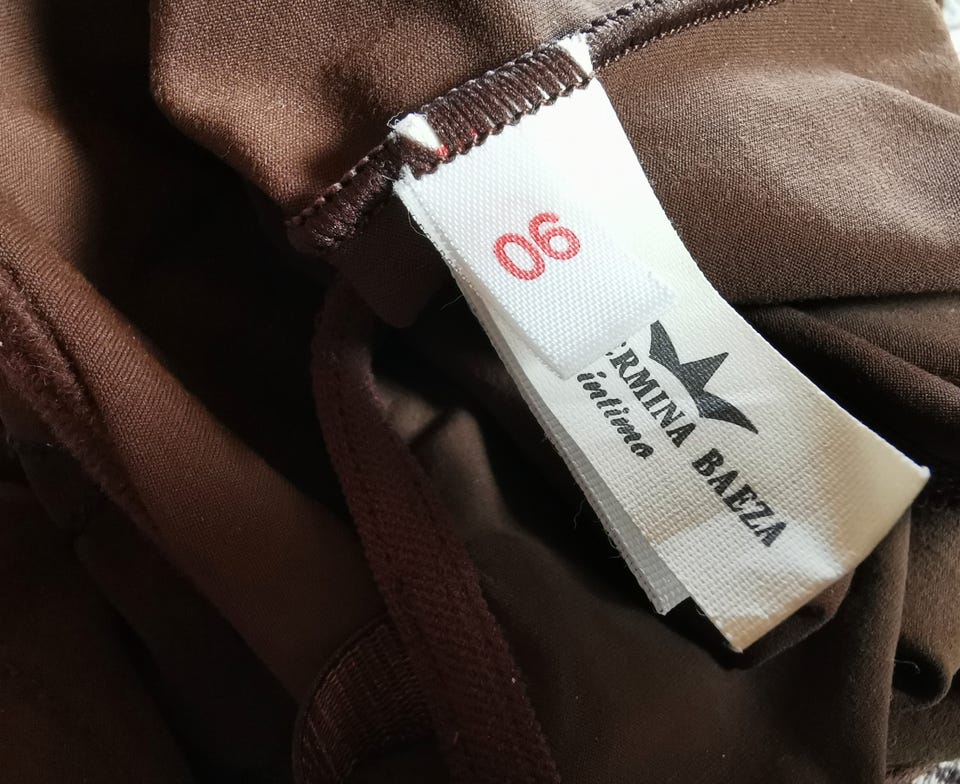 06
ERMINA BAEZA
intimo